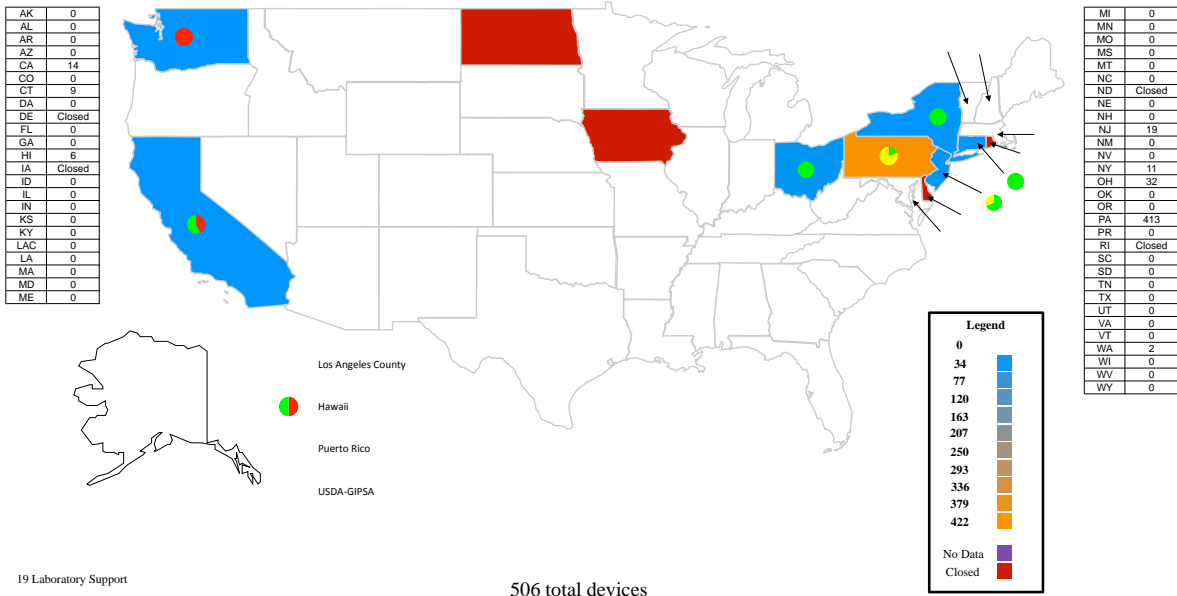 AK 0
AL 0
AR 0
AZ 0
CA 14
CO 0
CT 9
DA 0
DE Closed
FL 0
GA 0
HI 6
IA Closed
ID 0
IL 0
IN 0
KS 0
KY 0
LAC 0
LA 0
MA 0
MD 0
ME 0
MI 0
MN 0
MO 0
MS 0
MT 0
NC 0
ND Closed
NE 0
NH 0
NJ 19
NM 0
NV 0
NY 11
OH 32
OK 0
OR 0
PA 413
PR 0
RI Closed
SC 0
SD 0
TN 0
TX 0
UT 0
VA 0
VT 0
WA 2
WI 0
WV 0
WY 0
Los Angeles County
Hawaii
Puerto Rico
USDA-GIPSA
Legend
0
34
77
120
163
207
250
293
336
379
422
No Data
Closed
19 Laboratory Support
506 total devices